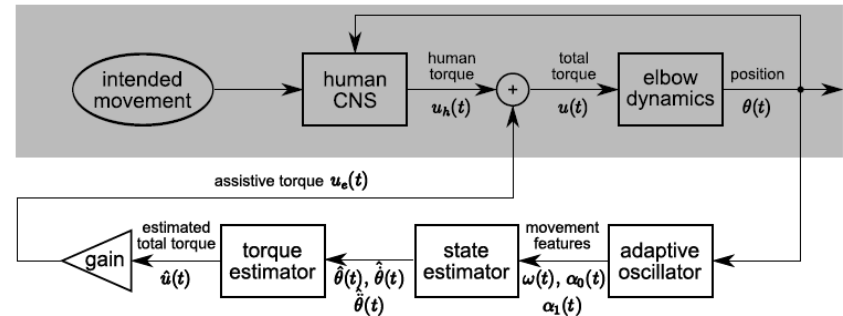 intended movement
human CNS
human torque
u_h(t)
+
total torque
u(t)
elbow dynamics
position
θ(t)
assistive torque u_e(t)
gain
estimated total torque
û(t)
torque estimator
θ̂(t), θ̇̂(t)
θ̈̂(t)
state estimator
movement features
ω(t), α₀(t)
α₁(t)
adaptive oscillator